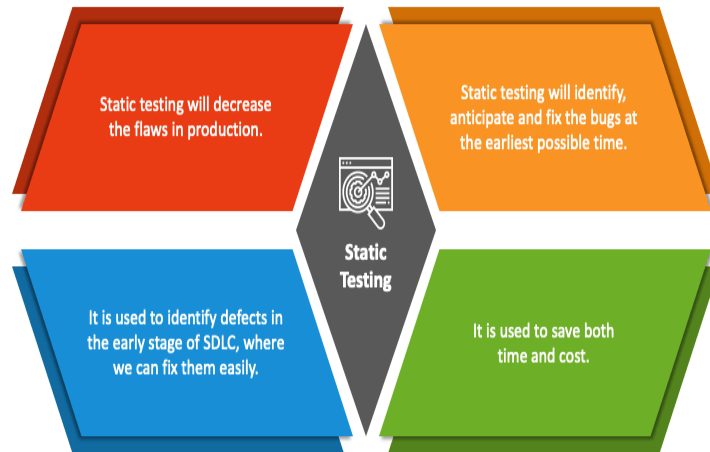 Static testing will decrease
the flaws in production.
Static testing will identify,
anticipate and fix the bugs at
the earliest possible time.
Static
Testing
It is used to identify defects in
the early stage of SDLC, where
we can fix them easily.
It is used to save both
time and cost.